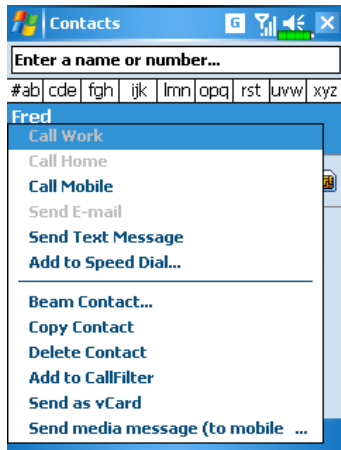 Contacts G
Enter a name or number...
#ab cde fgh ijk lmn opq rst uvw xyz
Fred
Call Work
Call Home
Call Mobile
Send E-mail
Send Text Message
Add to Speed Dial...
Beam Contact...
Copy Contact
Delete Contact
Add to CallFilter
Send as vCard
Send media message (to mobile ...